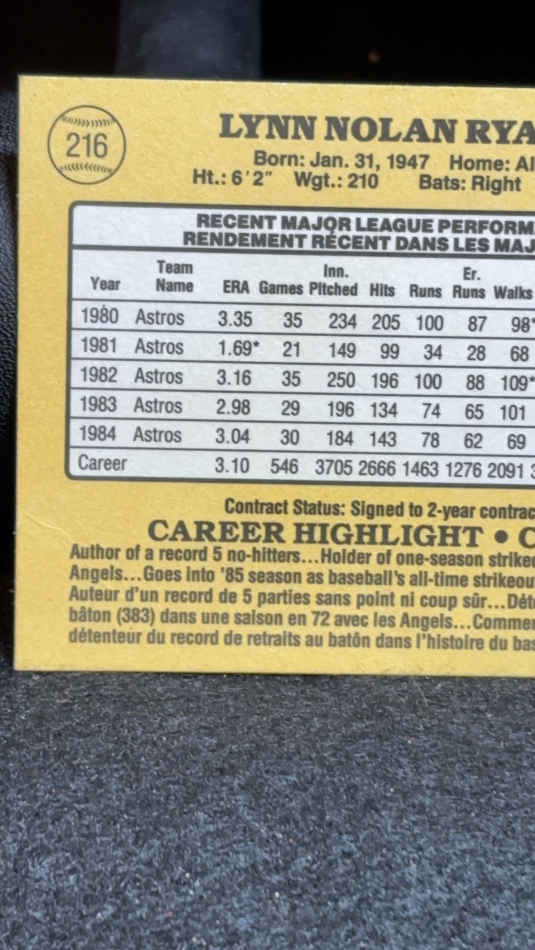 216
LYNN NOLAN RYA
Born: Jan. 31, 1947 Home: Al
Ht.: 6'2" Wgt.: 210 Bats: Right
RECENT MAJOR LEAGUE PERFORM
RENDEMENT RÉCENT DANS LES MAJ
Team Inn. Er.
Year Name ERA Games Pitched Hits Runs Runs Walks
1980 Astros 3.35 35 234 205 100 87 98*
1981 Astros 1.69* 21 149 99 34 28 68
1982 Astros 3.16 35 250 196 100 88 109*
1983 Astros 2.98 29 196 134 74 65 101
1984 Astros 3.04 30 184 143 78 62 69
Career 3.10 546 3705 2666 1463 1276 2091 3
Contract Status: Signed to 2-year contrac
CAREER HIGHLIGHT • C
Author of a record 5 no-hitters...Holder of one-season strike
Angels...Goes into '85 season as baseball's all-time strikeou
Auteur d'un record de 5 parties sans point ni coup sûr...Dét
bâton (383) dans une saison en 72 avec les Angels...Comme
détenteur du record de retraits au batôn dans l'histoire du bas